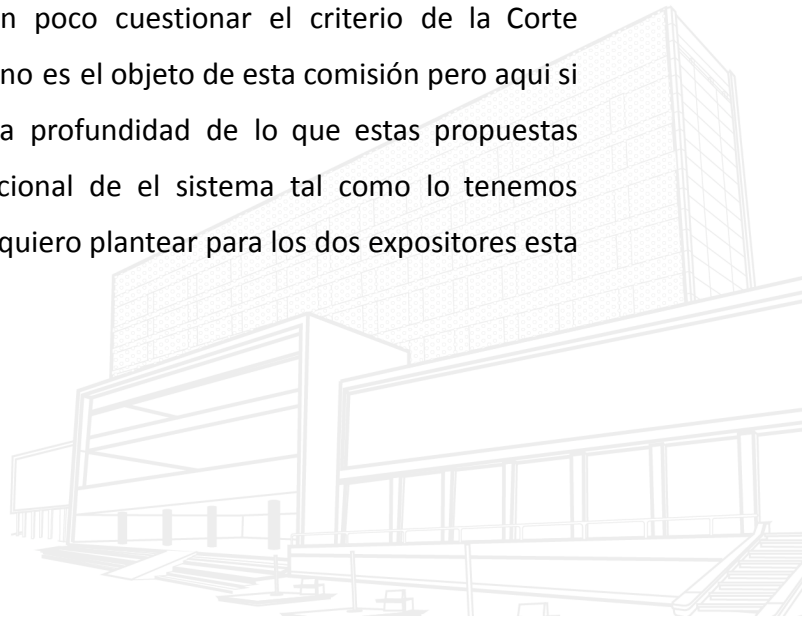 n poco cuestionar el criterio de la Corte
no es el objeto de esta comisión pero aqui si
a profundidad de lo que estas propuestas
cional de el sistema tal como lo tenemos
quiero plantear para los dos expositores esta